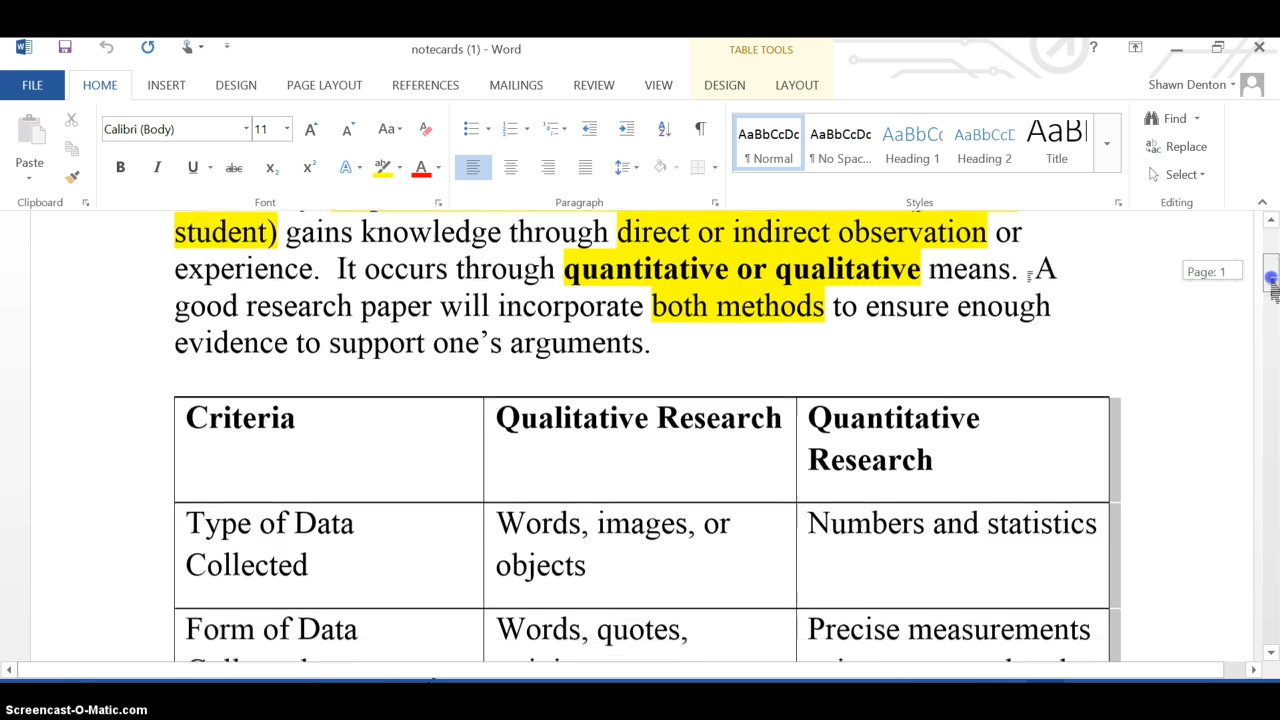 notecards (1) - Word
TABLE TOOLS
?
FILE
HOME
INSERT
DESIGN
PAGE LAYOUT
REFERENCES
MAILINGS
REVIEW
VIEW
DESIGN
LAYOUT
Shawn Denton
Paste
Clipboard
Calibri (Body)
11
Font
Paragraph
AaBbCcDc
¶ Normal
AaBbCcDc
¶ No Spac...
AaBbCc
Heading 1
AaBbCcD
Heading 2
AaB
Title
Styles
Find
Replace
Select
Editing
student) gains knowledge through direct or indirect observation or
experience. It occurs through quantitative or qualitative means. A
good research paper will incorporate both methods to ensure enough
evidence to support one’s arguments.
Page: 1
Criteria
Qualitative Research
Quantitative
Research
Type of Data
Collected
Words, images, or
objects
Numbers and statistics
Form of Data
Words, quotes,
Precise measurements
Screencast-O-Matic.com